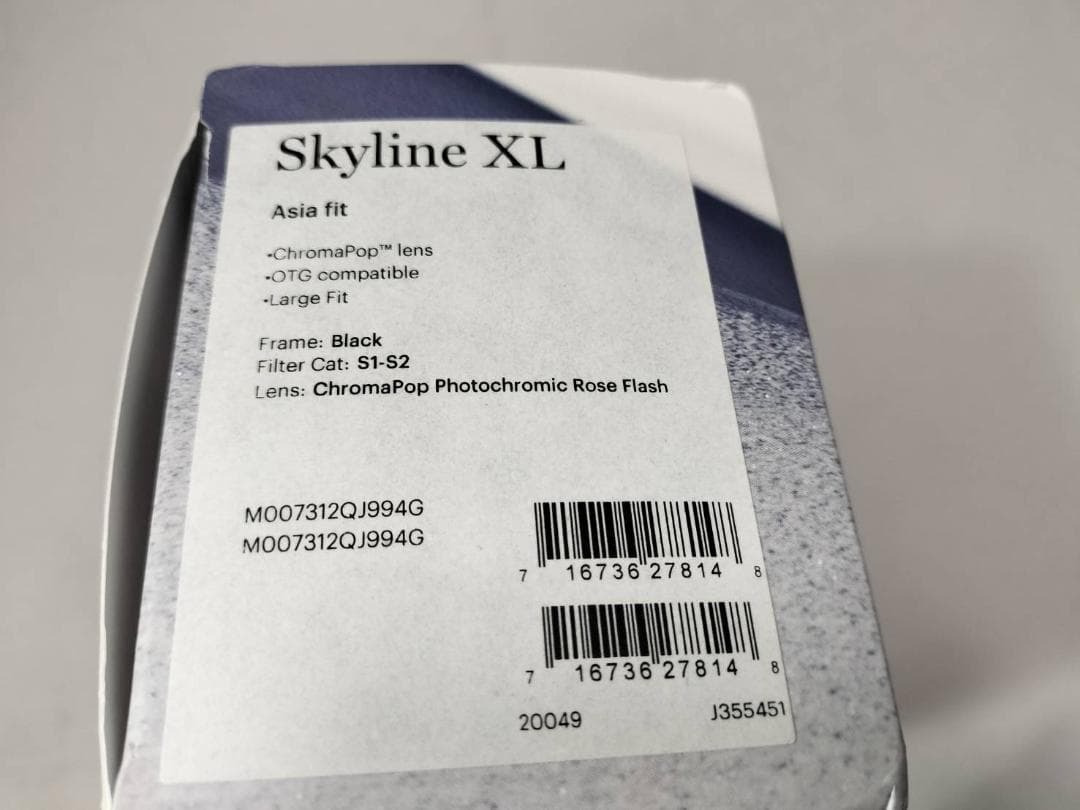 Skyline XL
Asia fit
•ChromaPop™ lens
•OTG compatible
•Large Fit
Frame: Black
Filter Cat: S1-S2
Lens: ChromaPop Photochromic Rose Flash
M007312QJ994G
M007312QJ994G
7 16736 27814 8
7 16736 27814 8
20049 J355451